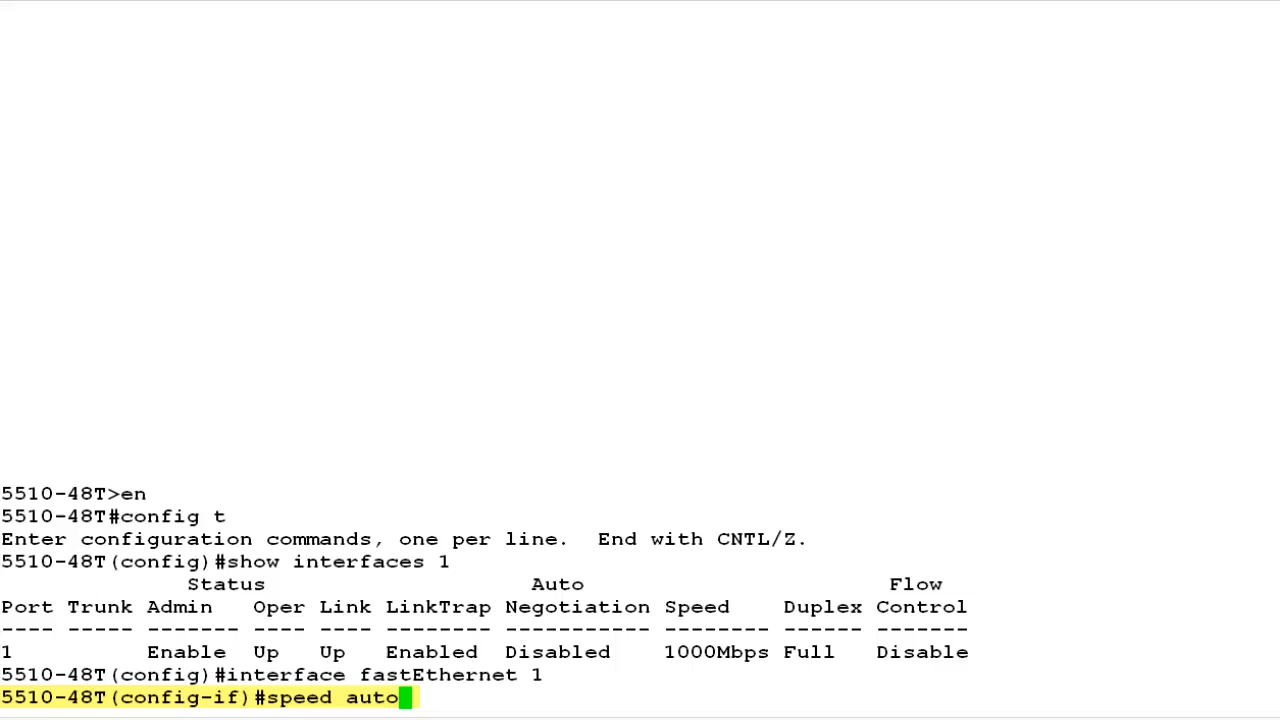 5510-48T>en
5510-48T#config t
Enter configuration commands, one per line.  End with CNTL/Z.
5510-48T(config)#show interfaces 1
              Status                    Auto                       Flow
Port Trunk Admin   Oper Link LinkTrap Negotiation Speed    Duplex Control
---- ----- ------- ---- ---- -------- ----------- -------- ------ -------
1          Enable  Up   Up   Enabled  Disabled    1000Mbps Full   Disable
5510-48T(config)#interface fastEthernet 1
5510-48T(config-if)#speed auto